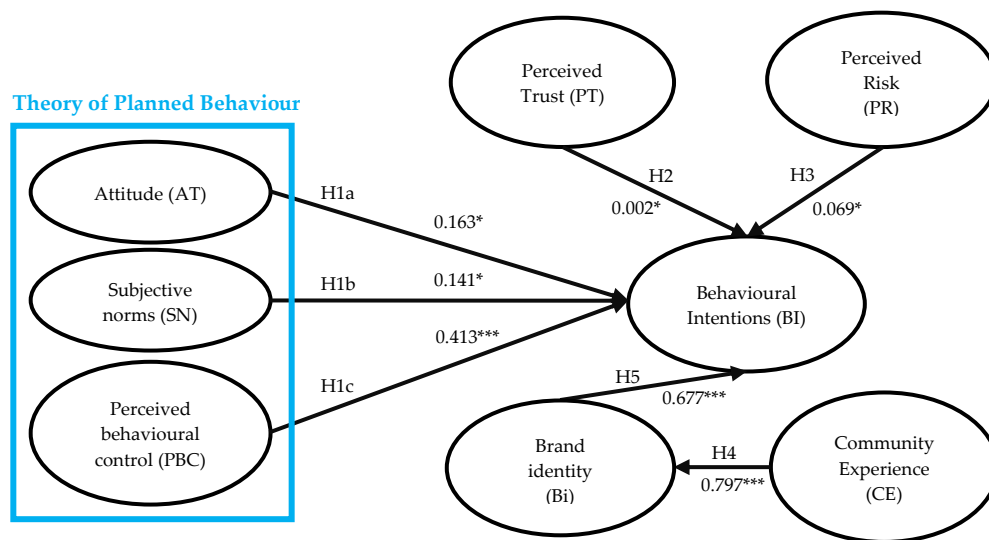 Theory of Planned Behaviour
Attitude (AT)
Subjective
norms (SN)
Perceived
behavioural
control (PBC)
H1a
0.163*
H1b
0.141*
0.413***
H1c
Perceived
Trust (PT)
Perceived
Risk
(PR)
H2
0.002*
H3
0.069*
Behavioural
Intentions (BI)
H5
0.677***
Brand
identity
(Bi)
H4
0.797***
Community
Experience
(CE)